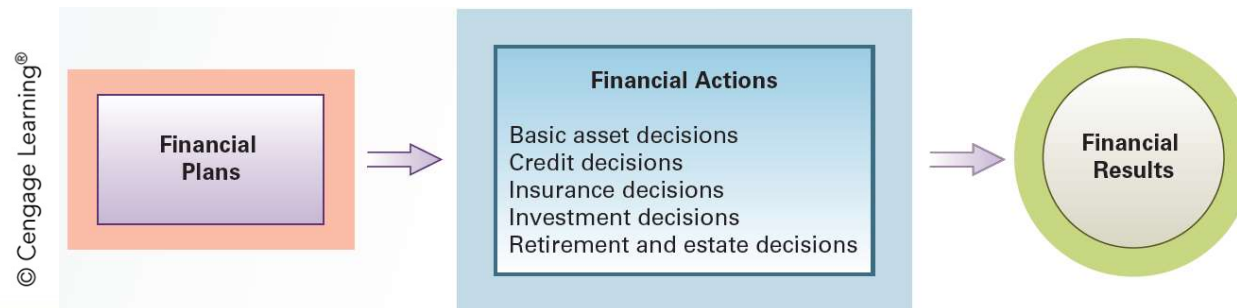 © Cengage Learning®
Financial
Plans
Financial Actions
Basic asset decisions
Credit decisions
Insurance decisions
Investment decisions
Retirement and estate decisions
Financial
Results